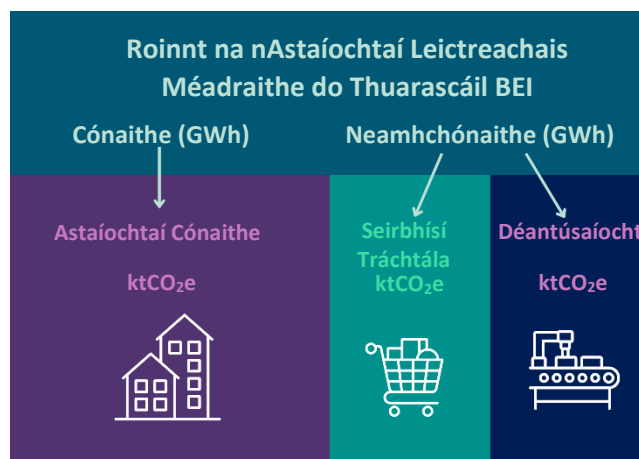 Roinnt na nAstaíochtaí Leictreachais
Méadraithe do Thuarascáil BEI
Cónaithe (GWh)
Neamhchónaithe (GWh)
Astaíochtaí Cónaithe
ktCO₂e
Seirbhísí
Tráchtála
ktCO₂e
Déantúsaíocht
ktCO₂e